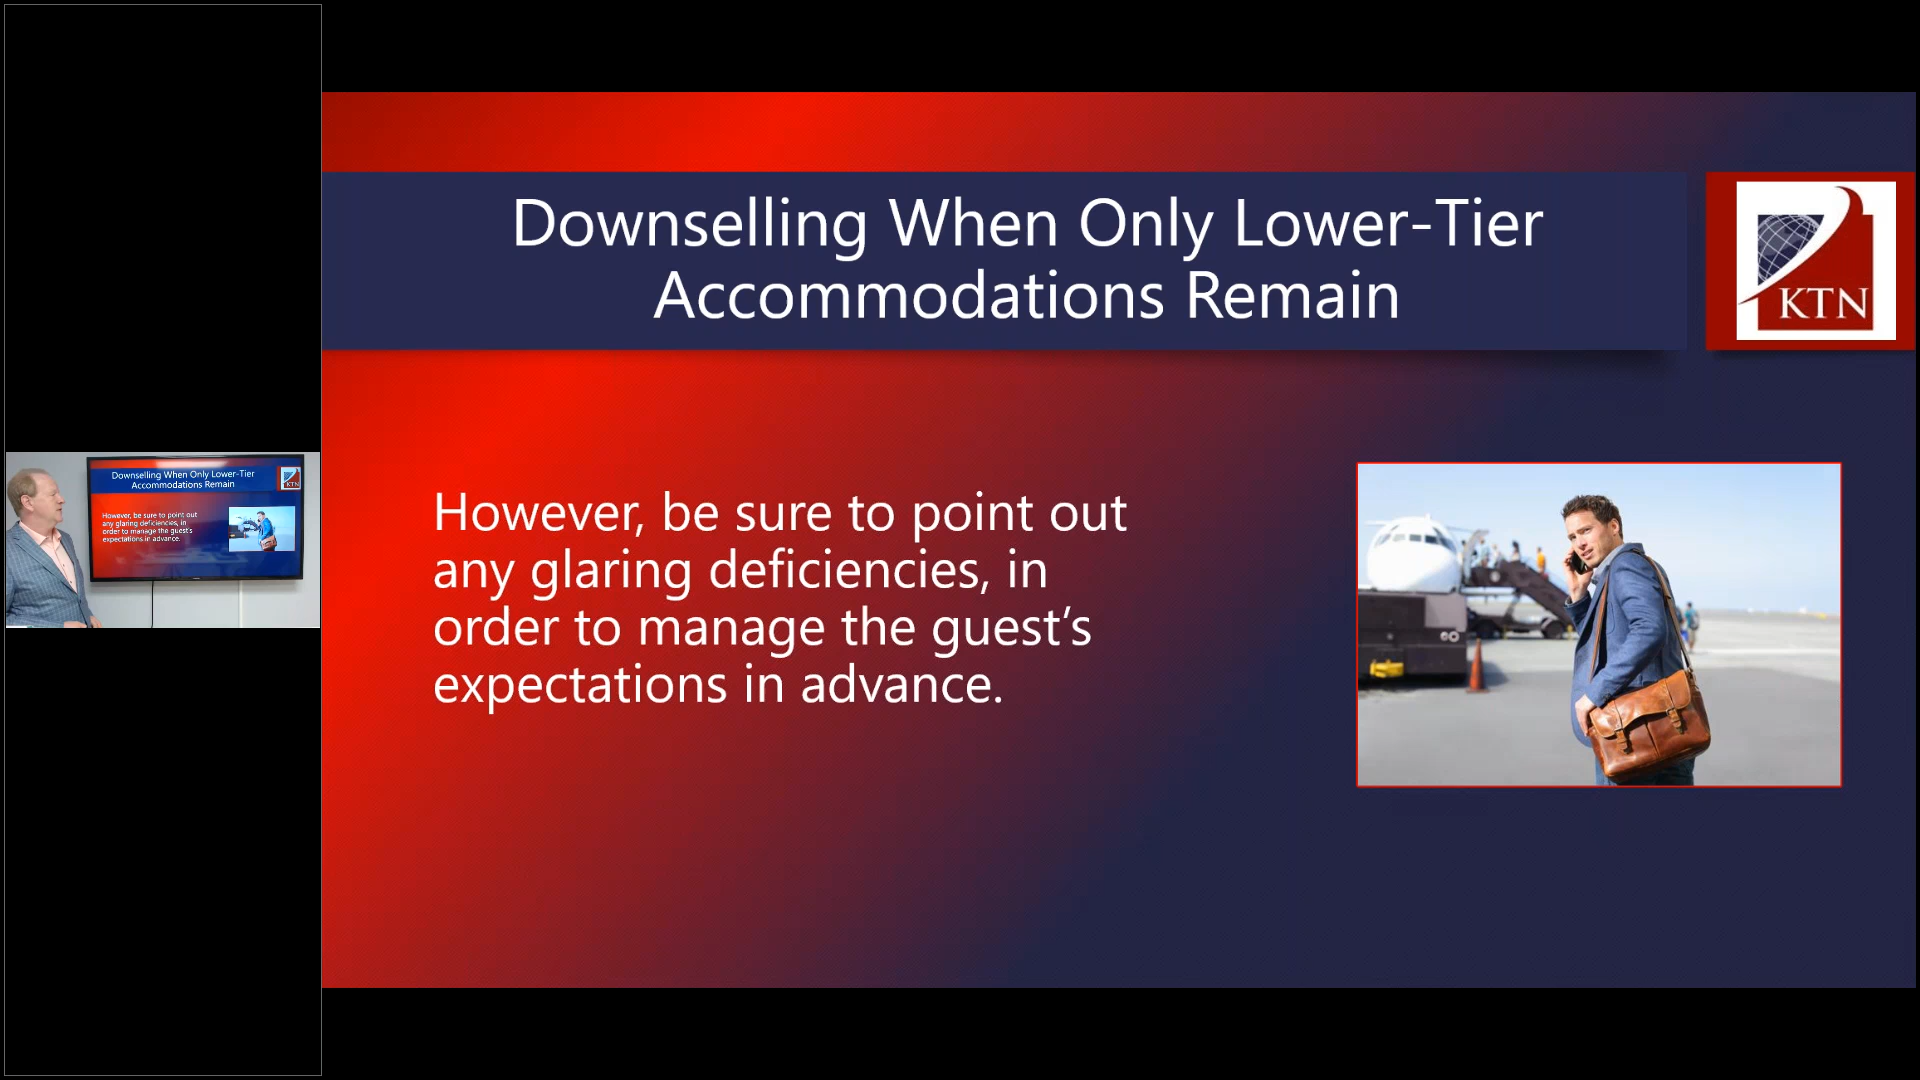 Downselling When Only Lower-Tier
Accommodations Remain
KTN
However, be sure to point out
any glaring deficiencies, in
order to manage the guest’s
expectations in advance.
Downselling When Only Lower-Tier
Accommodations Remain
KTN
However, be sure to point out
any glaring deficiencies, in
order to manage the guest's
expectations in advance.